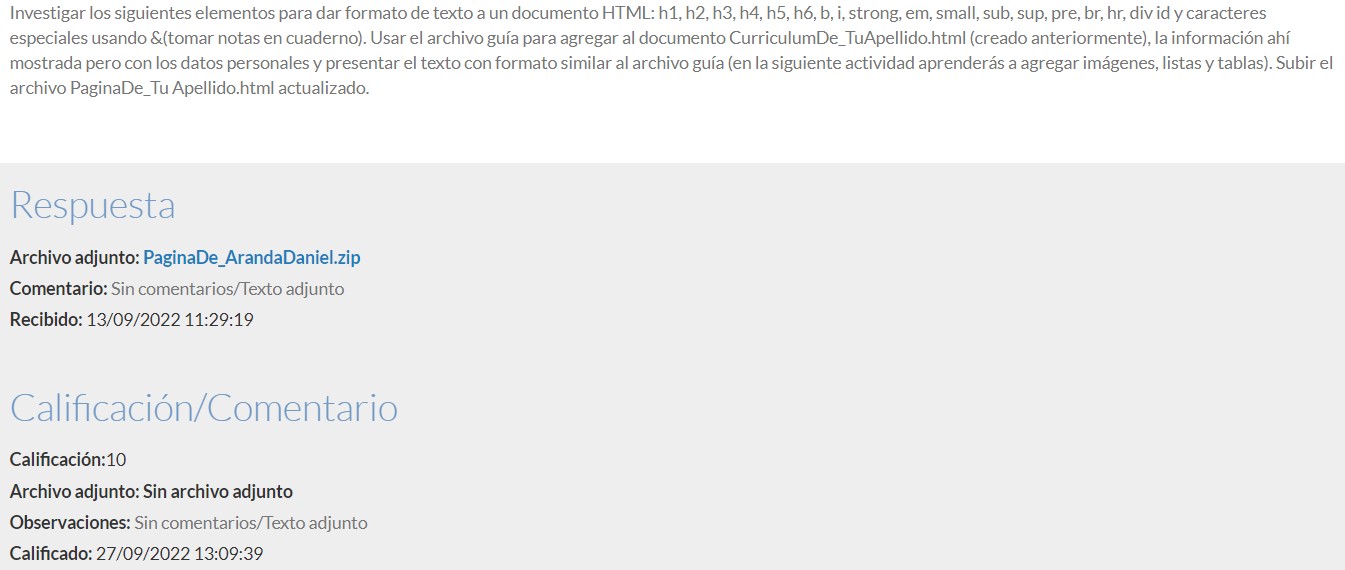 Investigar los siguientes elementos para dar formato de texto a un documento HTML: h1, h2, h3, h4, h5, h6, b, i, strong, em, small, sub, sup, pre, br, hr, div id y caracteres
especiales usando &(tomar notas en cuaderno). Usar el archivo guía para agregar al documento CurriculumDe_TuApellido.html (creado anteriormente), la información ahí
mostrada pero con los datos personales y presentar el texto con formato similar al archivo guía (en la siguiente actividad aprenderás a agregar imágenes, listas y tablas). Subir el
archivo PaginaDe_Tu Apellido.html actualizado.
Respuesta
Archivo adjunto: PaginaDe_ArandaDaniel.zip
Comentario: Sin comentarios/Texto adjunto
Recibido: 13/09/2022 11:29:19
Calificación/Comentario
Calificación:10
Archivo adjunto: Sin archivo adjunto
Observaciones: Sin comentarios/Texto adjunto
Calificado: 27/09/2022 13:09:39